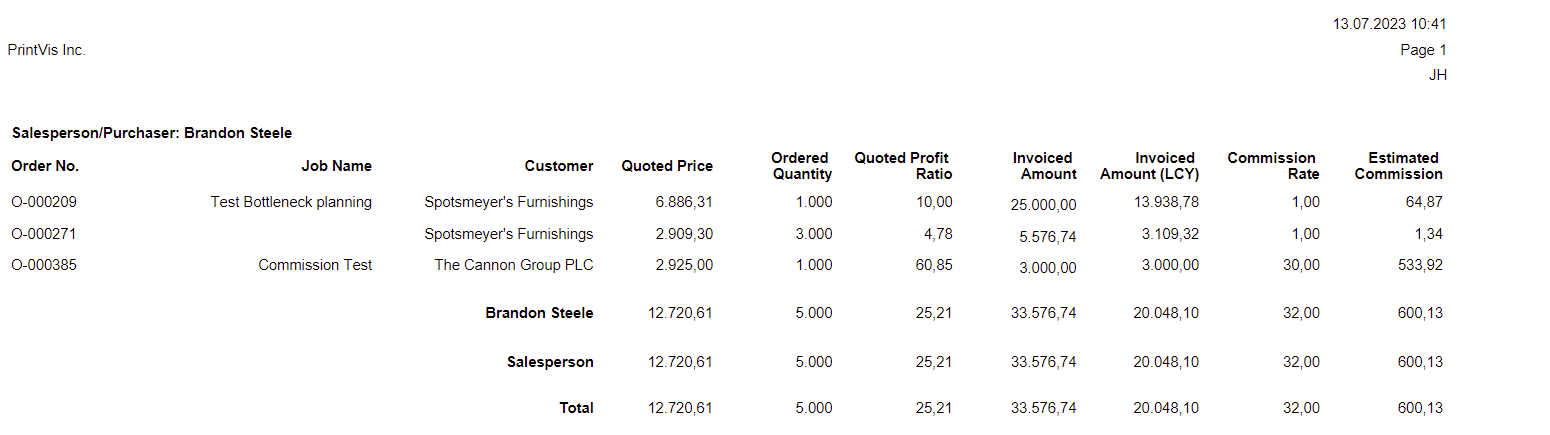 13.07.2023 10:41
PrintVis Inc.
Page 1
JH
Salesperson/Purchaser: Brandon Steele
Order No. Job Name Customer Quoted Price Ordered Quantity Quoted Profit Ratio Invoiced Amount Invoiced Amount (LCY) Commission Rate Estimated Commission
O-000209 Test Bottleneck planning Spotsmeyer's Furnishings 6.886,31 1.000 10,00 25.000,00 13.938,78 1,00 64,87
O-000271 Spotsmeyer's Furnishings 2.909,30 3.000 4,78 5.576,74 3.109,32 1,00 1,34
O-000385 Commission Test The Cannon Group PLC 2.925,00 1.000 60,85 3.000,00 3.000,00 30,00 533,92
Brandon Steele 12.720,61 5.000 25,21 33.576,74 20.048,10 32,00 600,13
Salesperson 12.720,61 5.000 25,21 33.576,74 20.048,10 32,00 600,13
Total 12.720,61 5.000 25,21 33.576,74 20.048,10 32,00 600,13